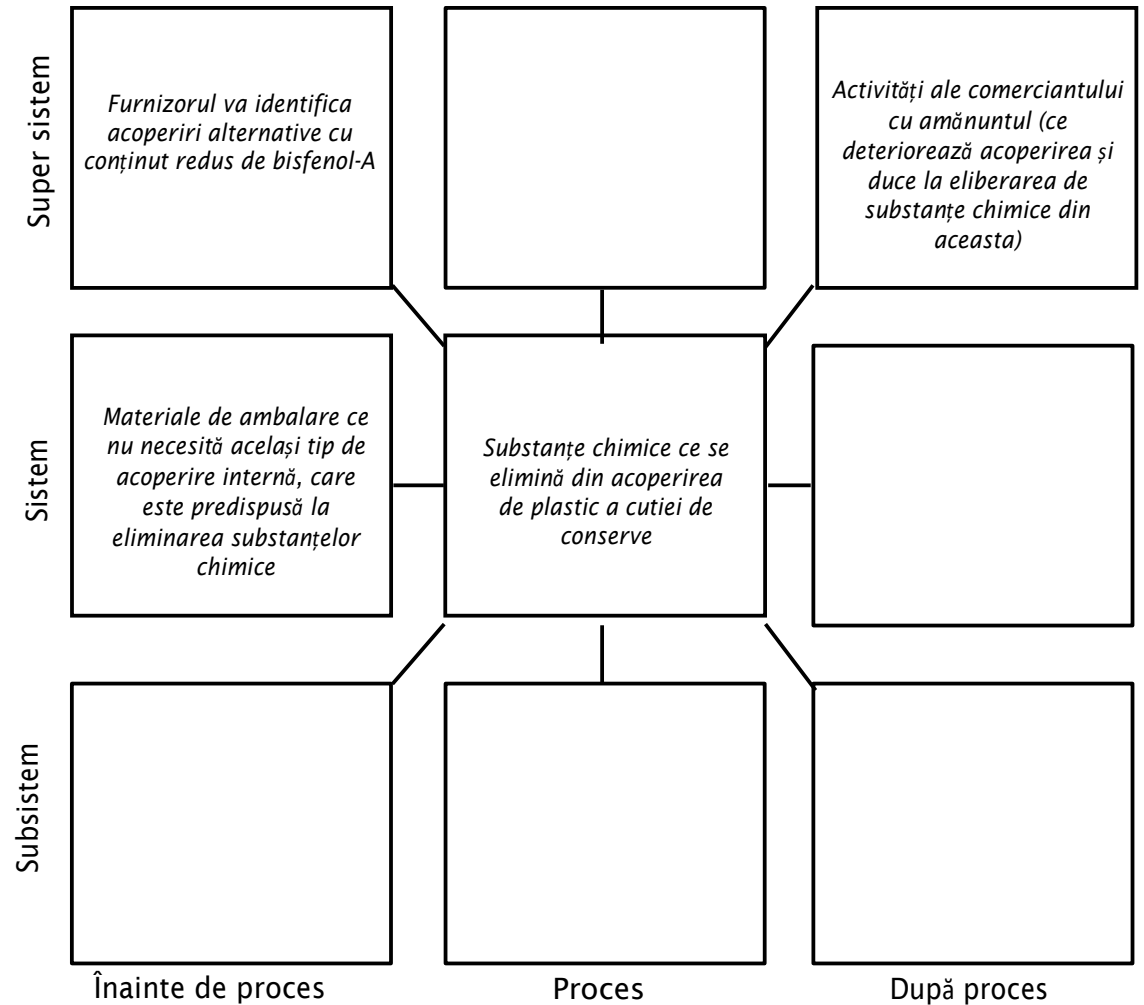 Super sistem
Furnizorul va identifica
acoperiri alternative cu
conținut redus de bisfenol-A
Activități ale comerciantului
cu amănuntul (ce
deteriorează acoperirea și
duce la eliberarea de
substanțe chimice din
aceasta)
Sistem
Materiale de ambalare ce
nu necesită același tip de
acoperire internă, care
este predispusă la
eliminarea substanțelor
chimice
Substanțe chimice ce se
elimină din acoperirea
de plastic a cutiei de
conserve
Subsistem
Înainte de proces
Proces
După proces